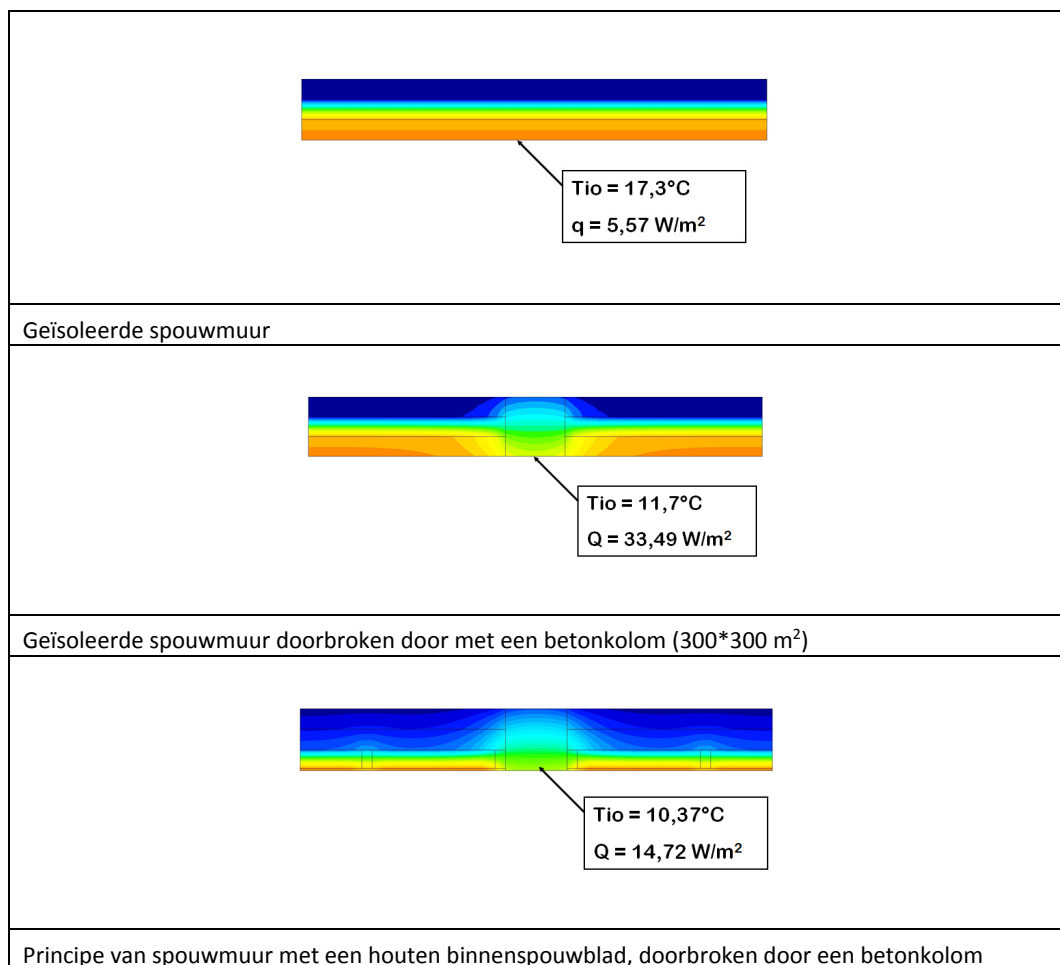 Tio = 17,3°C
q = 5,57 W/m²
Geïsoleerde spouwmuur
Tio = 11,7°C
Q = 33,49 W/m²
Geïsoleerde spouwmuur doorbroken door met een betonkolom (300*300 m²)
Tio = 10,37°C
Q = 14,72 W/m²
Principe van spouwmuur met een houten binnenspouwblad, doorbroken door een betonkolom